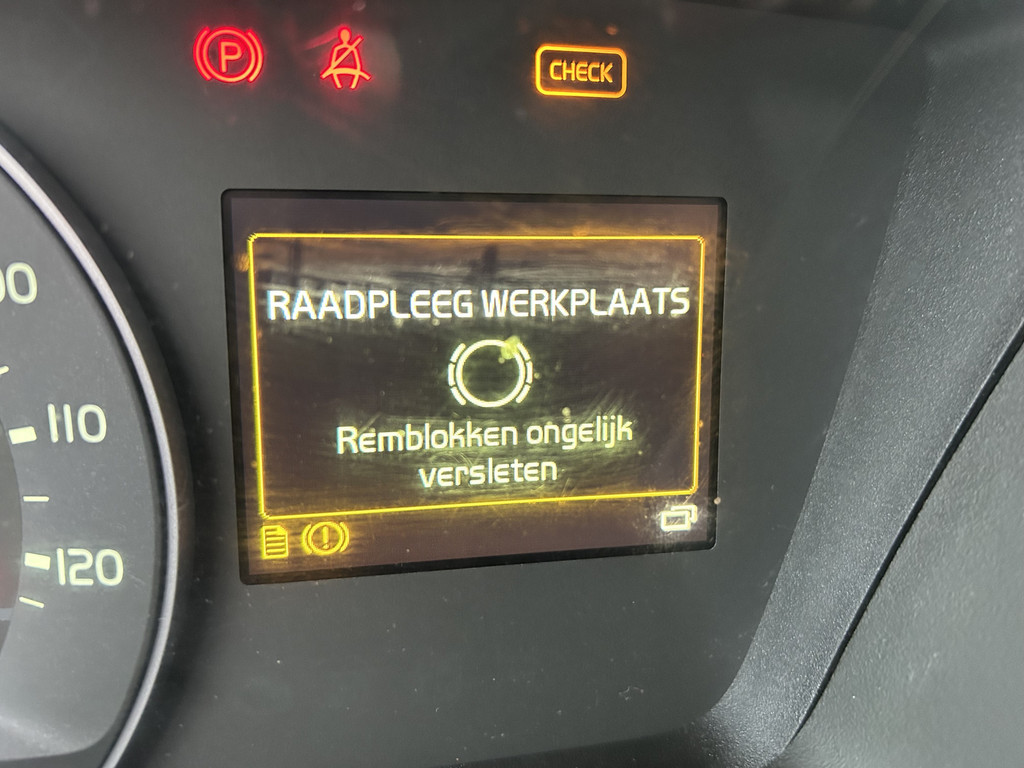 P
CHECK
RAADPLEEG WERKPLAATS
Remblokken ongelijk
versleten
110
120